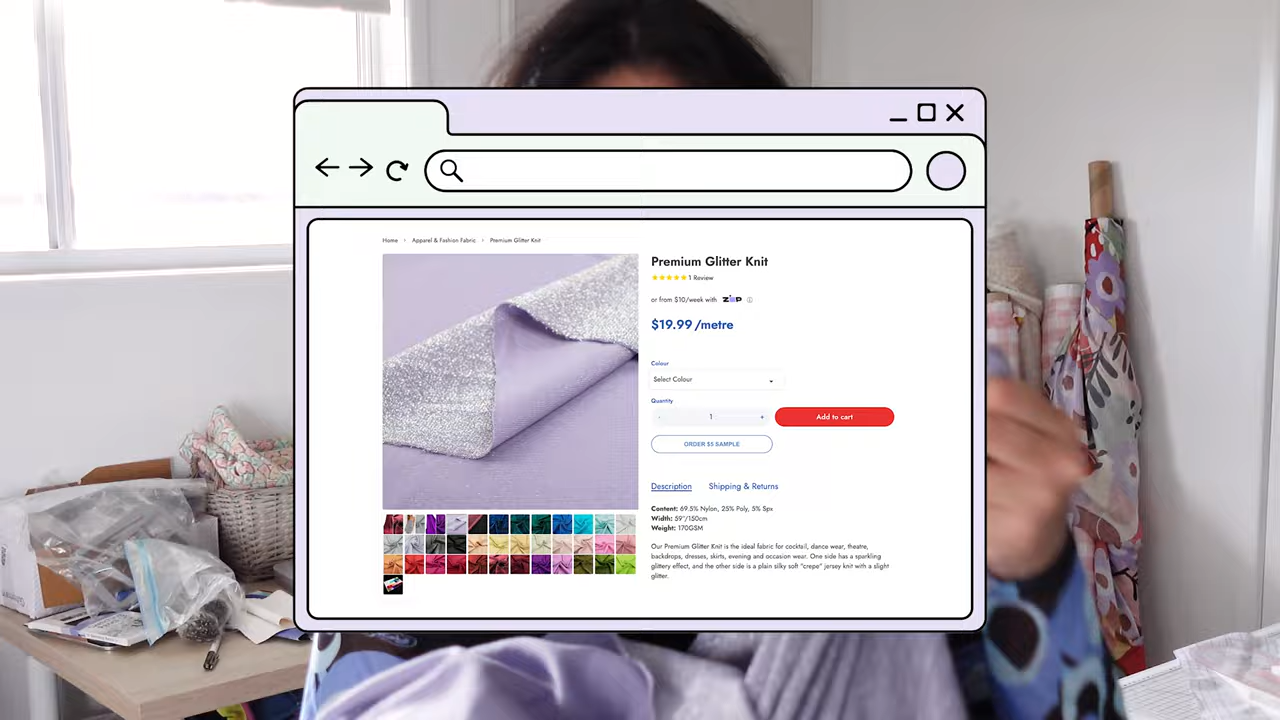 Home › Apparel & Fashion Fabric › Premium Glitter Knit
Premium Glitter Knit
★★★★★ 1 Review
or from $10/week with ZIP ⓘ
$19.99/metre
Colour
Select Colour
Quantity
- 1 +
Add to cart
ORDER $5 SAMPLE
Description Shipping & Returns
Content: 69.5% Nylon, 25% Poly, 5% Spx
Width: 59"/150cm
Weight: 170GSM
Our Premium Glitter Knit is the ideal fabric for cocktail, dance wear, theatre,
backdrops, dresses, skirts, evening and occasion wear. One side has a sparkling
glittery effect, and the other side is a plain silky soft "crepe" jersey knit with a slight
glitter.